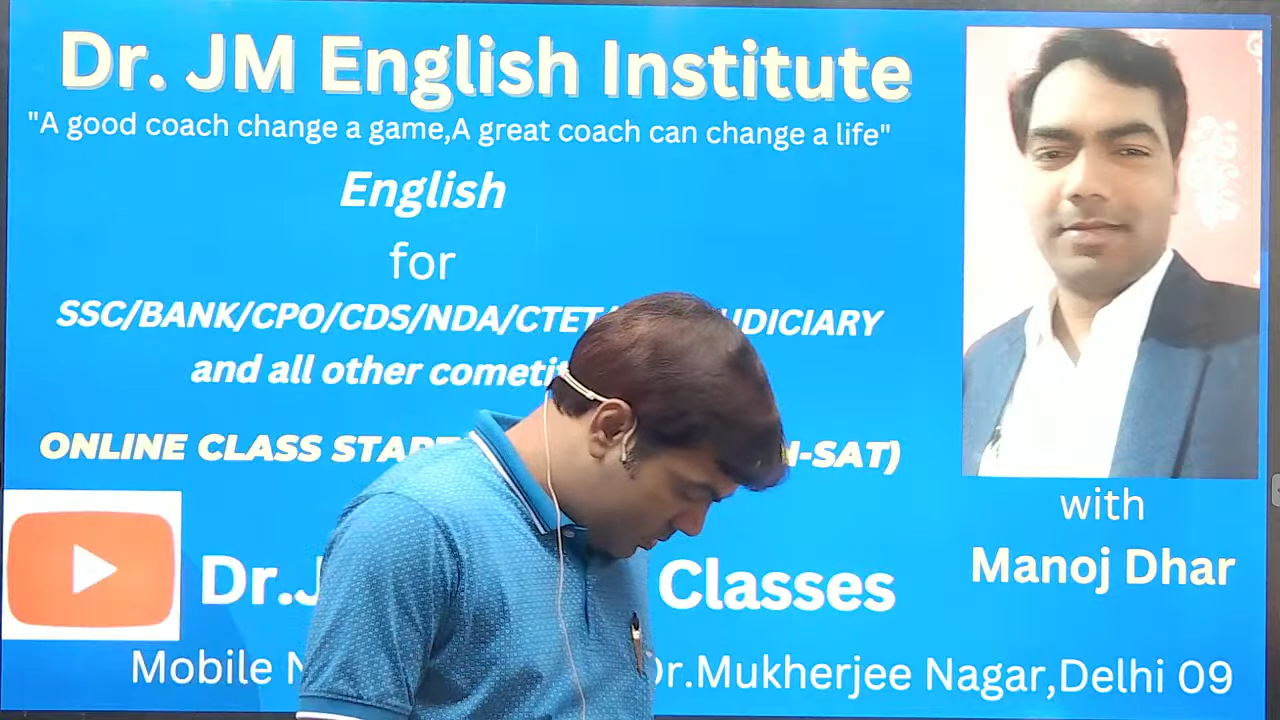 Dr. JM English Institute
"A good coach change a game,A great coach can change a life"
English
for
SSC/BANK/CPO/CDS/NDA/CTET/ UDICIARY
and all other cometi
ONLINE CLASS STAR -SAT)
Dr.J Classes
Mobile N Dr.Mukherjee Nagar,Delhi 09
with
Manoj Dhar